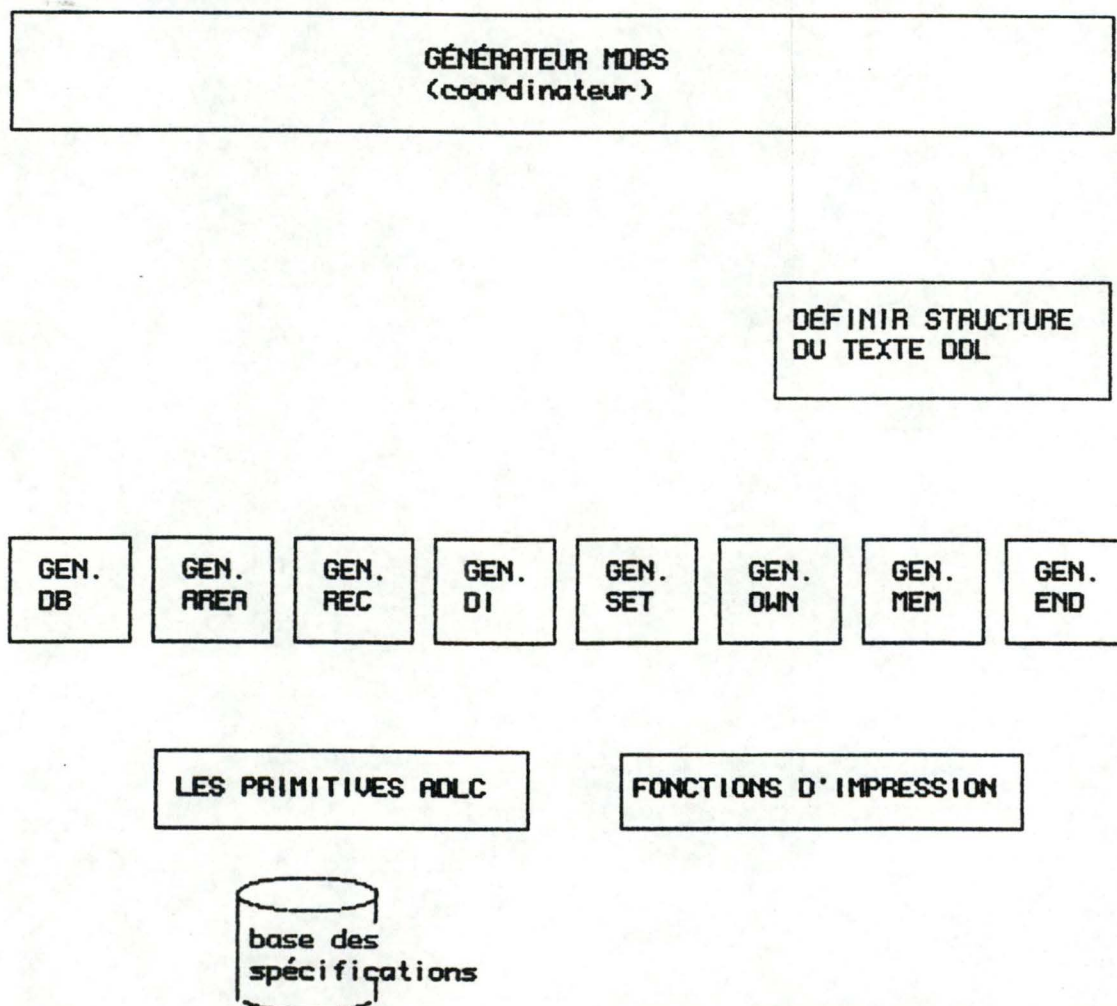 GÉNÉRATEUR MDBS
(coordinateur)
DÉFINIR STRUCTURE
DU TEXTE DDL
GEN.
DB
GEN.
AREA
GEN.
REC
GEN.
DI
GEN.
SET
GEN.
OWN
GEN.
MEM
GEN.
END
LES PRIMITIVES ADLC
FONCTIONS D'IMPRESSION
base des
spécifications